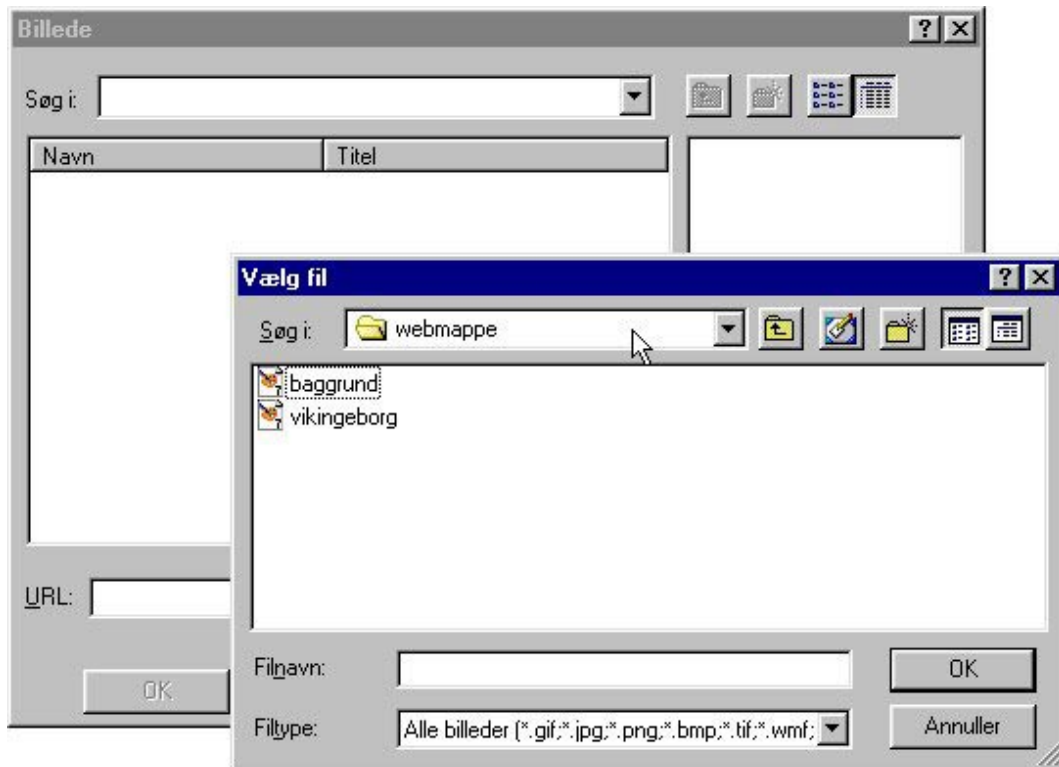 Billede
Søg i:
Navn Titel
Vælg fil
Søg i: webmappe
baggrund
vikingeborg
URL:
OK
Filnavn:
OK
Filtype: Alle billeder (*.gif;*.jpg;*.png;*.bmp;*.tif;*.wmf;
Annuller